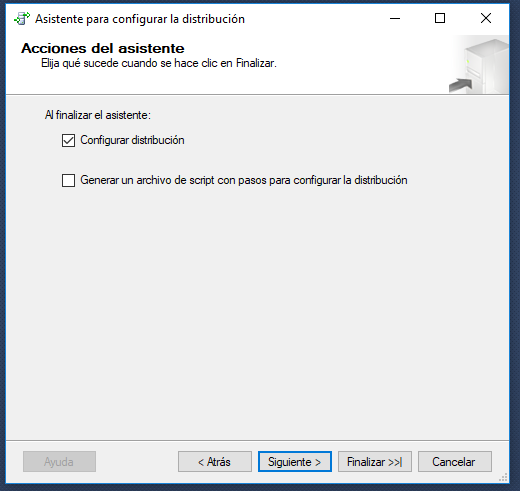 Asistente para configurar la distribución
Acciones del asistente
Elija qué sucede cuando se hace clic en Finalizar.
Al finalizar el asistente:
Configurar distribución
Generar un archivo de script con pasos para configurar la distribución
Ayuda
< Atrás
Siguiente >
Finalizar >>|
Cancelar